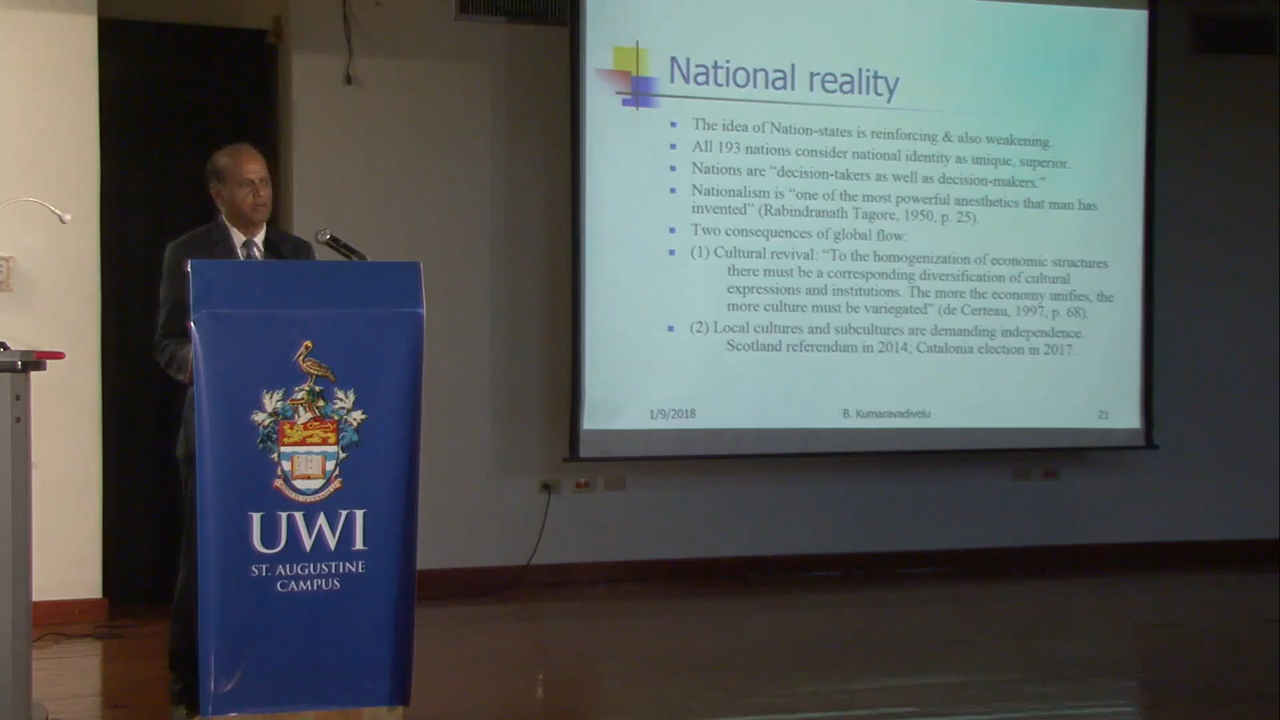 National reality
The idea of Nation-states is reinforcing & also weakening.
All 193 nations consider national identity as unique, superior.
Nations are “decision-takers as well as decision-makers.”
Nationalism is “one of the most powerful anesthetics that man has
invented” (Rabindranath Tagore, 1950, p. 25).
Two consequences of global flow:
(1) Cultural revival: “To the homogenization of economic structures
there must be a corresponding diversification of cultural
expressions and institutions. The more the economy unifies, the
more culture must be variegated” (de Certeau, 1997, p. 68).
(2) Local cultures and subcultures are demanding independence.
Scotland referendum in 2014; Catalonia election in 2017.
1/9/2018
B. Kumaravadivelu
21
UWI
ST. AUGUSTINE
CAMPUS